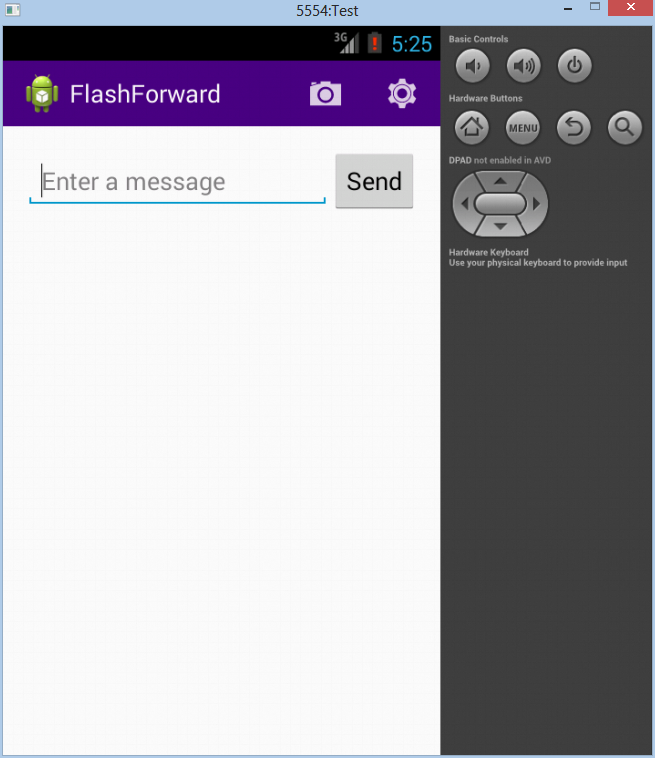 5554:Test
3G 5:25
FlashForward
Enter a message Send
Basic Controls
Hardware Buttons
MENU
DPAD not enabled in AVD
Hardware Keyboard
Use your physical keyboard to provide input